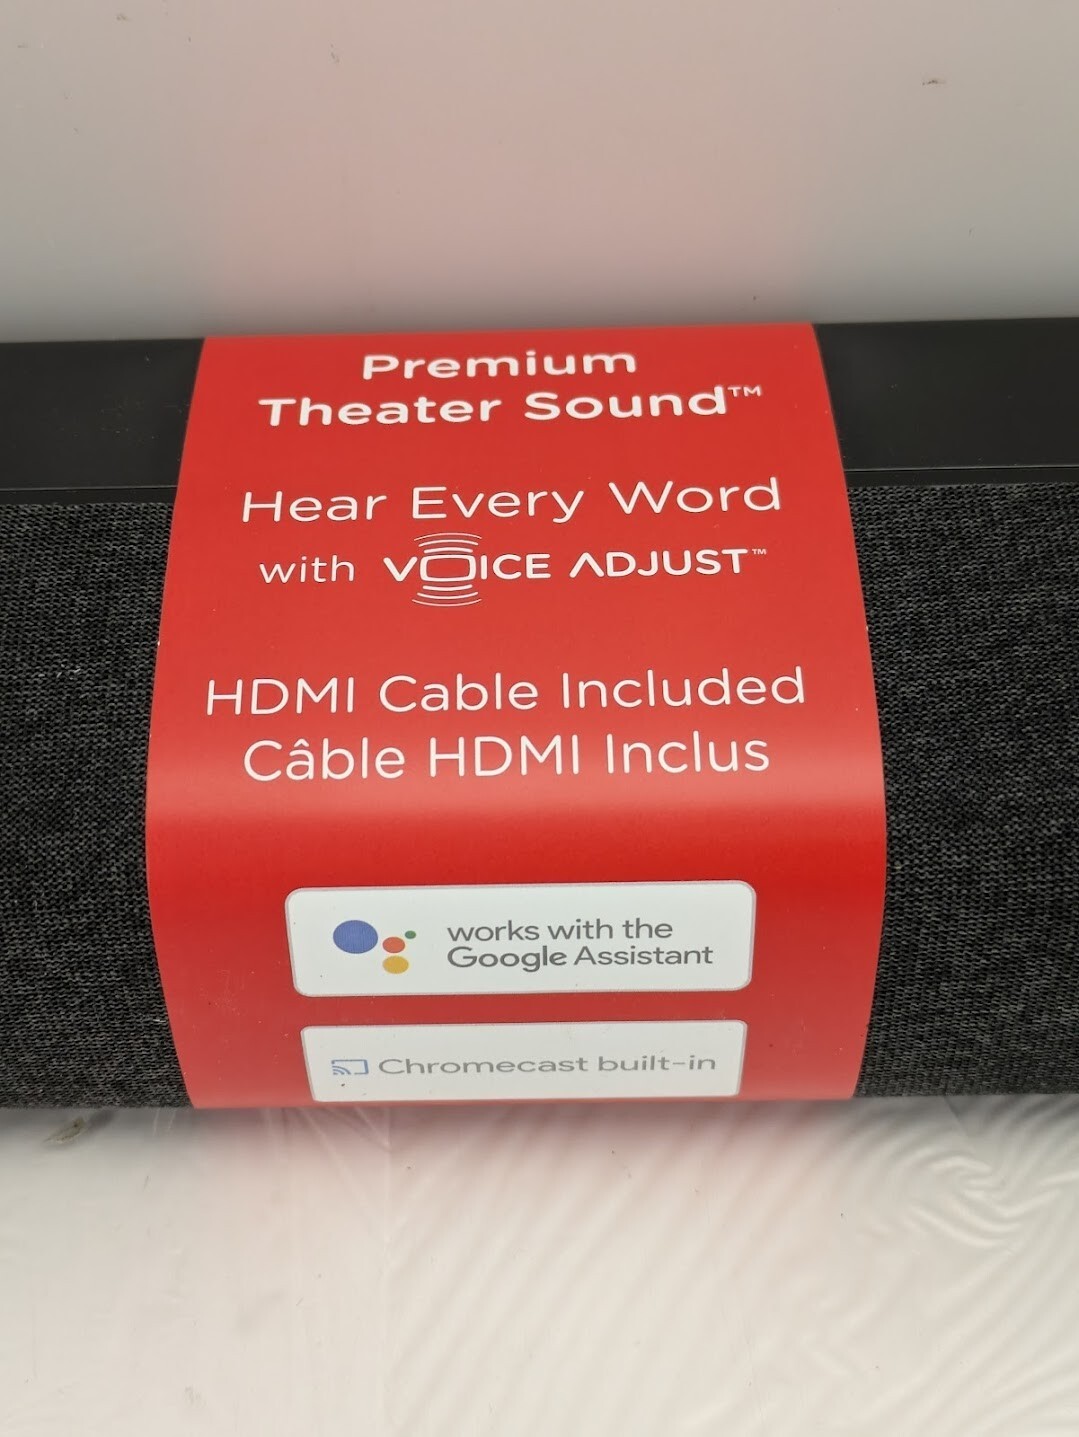 Premium
Theater Sound™
Hear Every Word
with VOICE ADJUST™
HDMI Cable Included
Câble HDMI Inclus
works with the
Google Assistant
Chromecast built-in